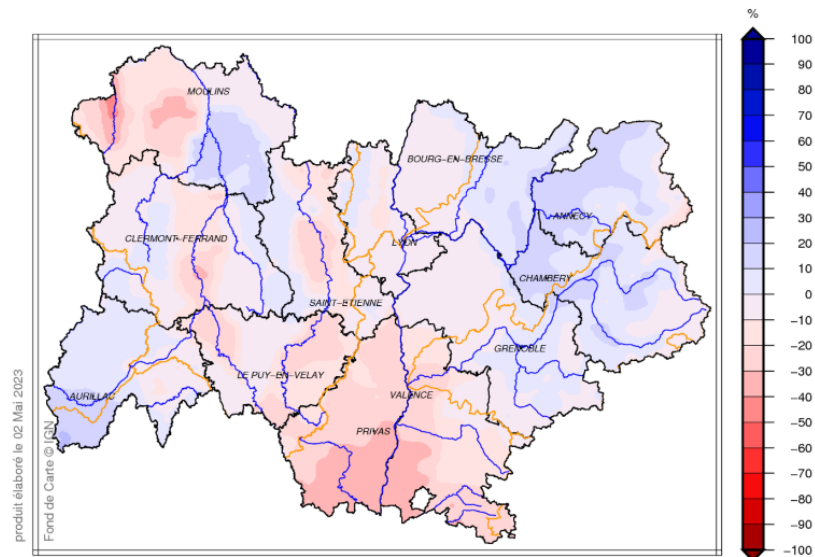 %
MOULINS
BOURG-EN-BRESSE
ANNECY
CLERMONT-FERRAND
LYON
CHAMBERY
SAINT-ETIENNE
GRENOBLE
LE PUY-EN-VELAY
AURILLAC
VALENCE
PRIVAS
produit élaboré le 02 Mai 2023
Fond de Carte © IGN
100
90
80
70
60
50
40
30
20
10
0
-10
-20
-30
-40
-50
-60
-70
-80
-90
-100